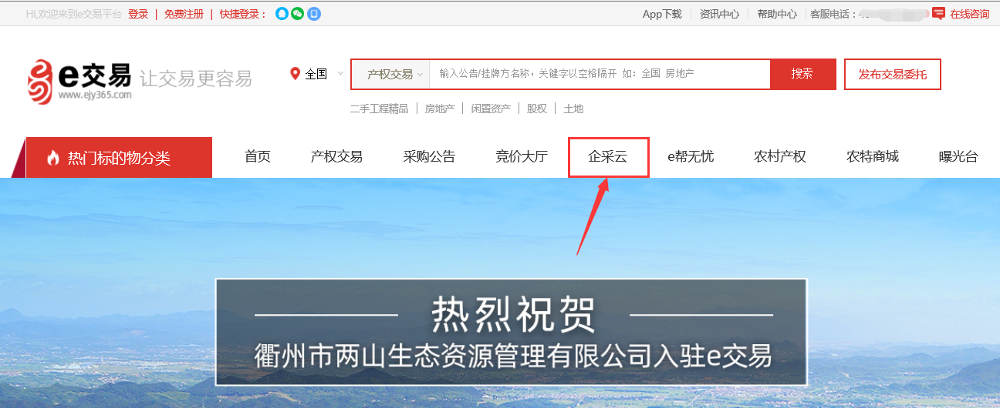 Hi,欢迎来到e交易平台 登录 | 免费注册 | 快捷登录： App下载 资讯中心 帮助中心 客服电话： 在线咨询
e交易 让交易更容易
www.ejy365.com
全国 产权交易 输入公告/挂牌方名称，关键字以空格隔开 如：全国 房地产 搜索 发布交易委托
二手工程精品 | 房地产 | 闲置资产 | 股权 | 土地
热门标的物分类 首页 产权交易 采购公告 竞价大厅 企采云 e帮无忧 农村产权 农特商城 曝光台
热烈祝贺
衢州市两山生态资源管理有限公司入驻e交易